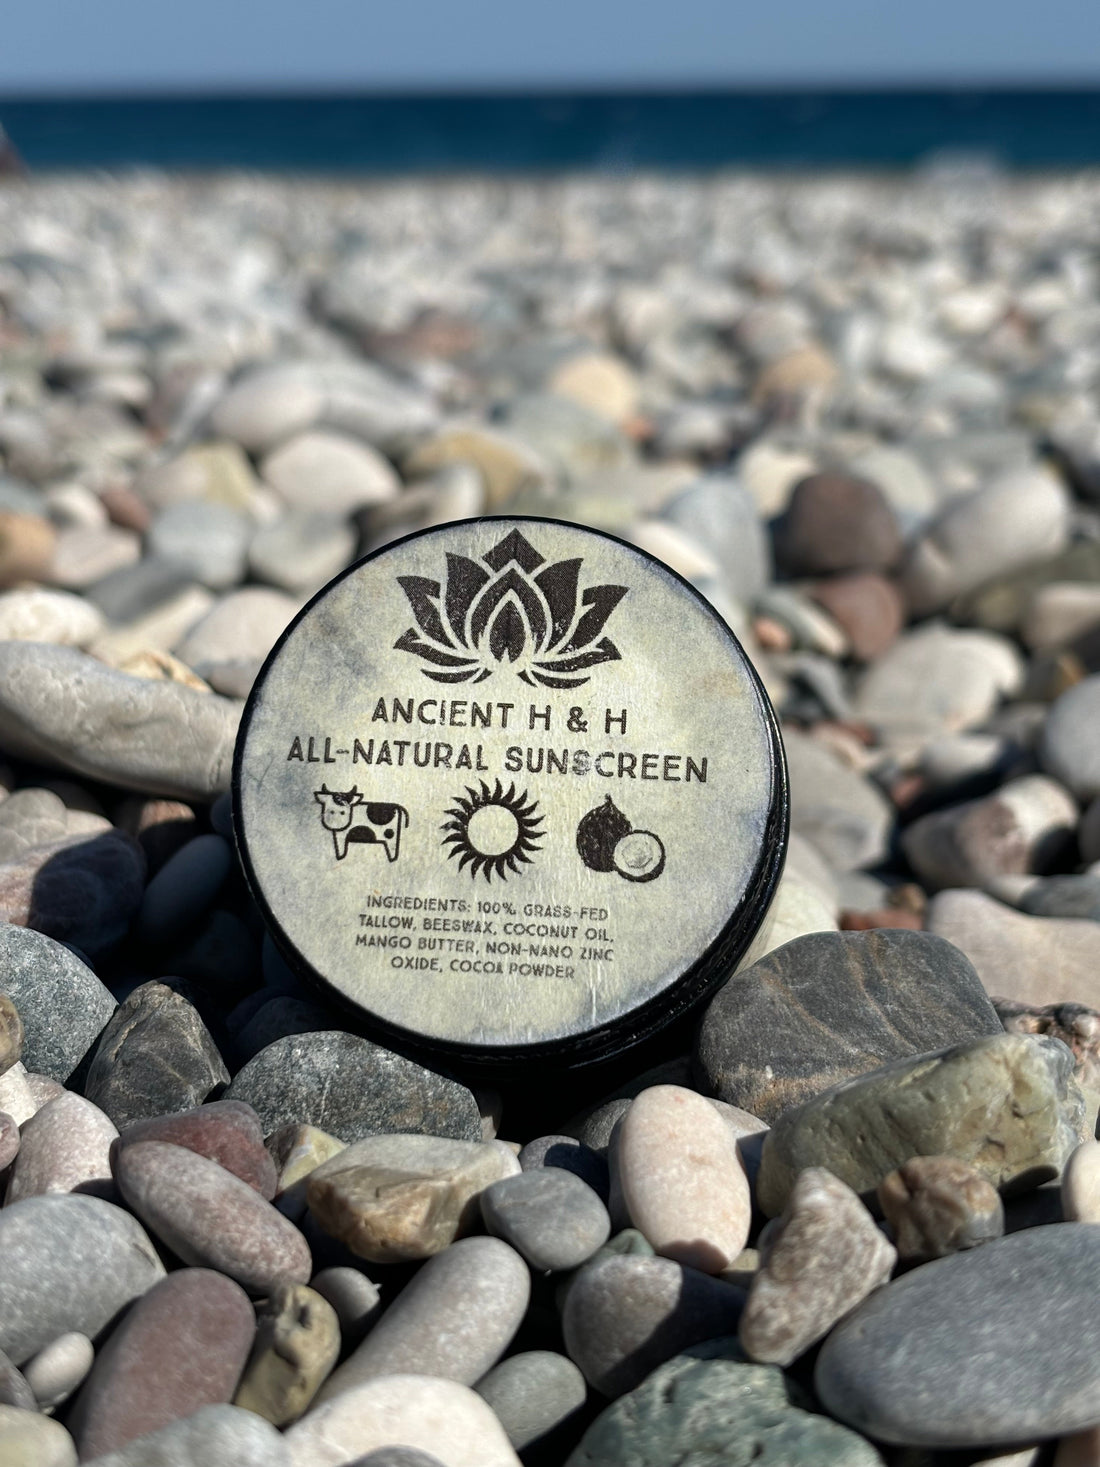 ANCIENT H & H
ALL-NATURAL SUNSCREEN
INGREDIENTS: 100% GRASS-FED
TALLOW, BEESWAX, COCONUT OIL,
MANGO BUTTER, NON-NANO ZINC
OXIDE, COCOA POWDER